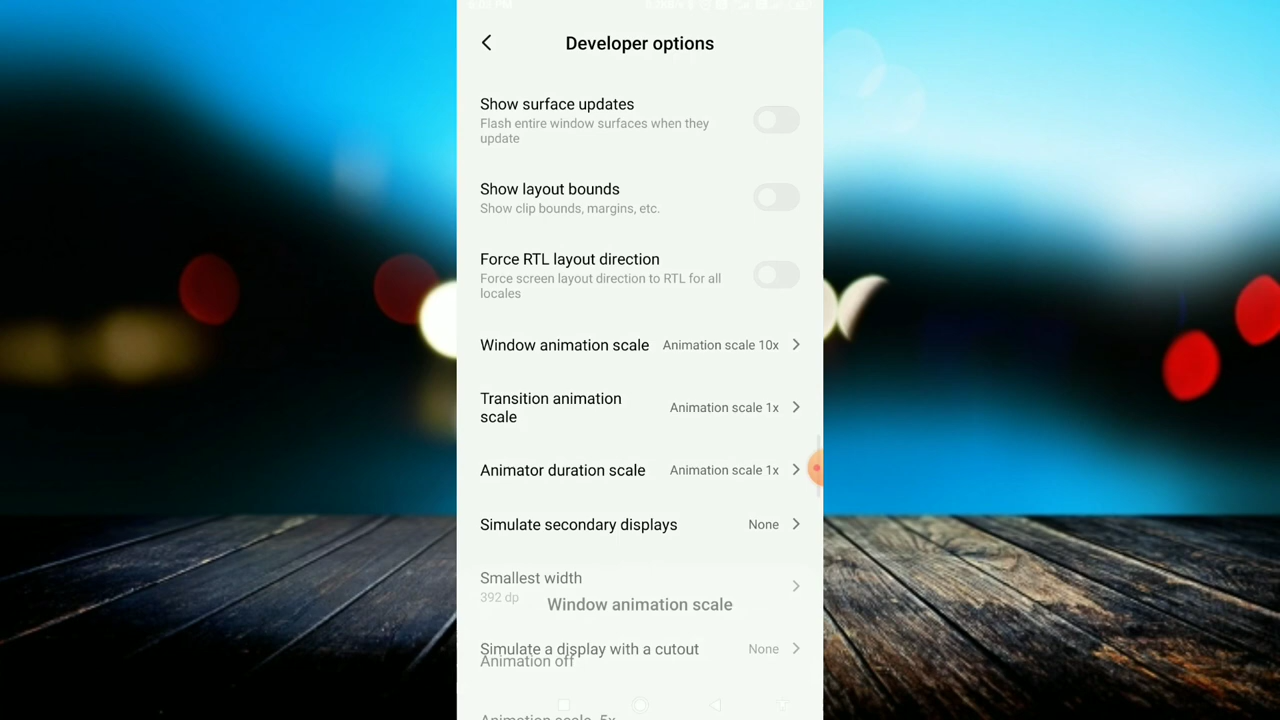 Developer options
Show surface updates
Flash entire window surfaces when they
update
Show layout bounds
Show clip bounds, margins, etc.
Force RTL layout direction
Force screen layout direction to RTL for all
locales
Window animation scale Animation scale 10x
Transition animation
scale
Animation scale 1x
Animator duration scale Animation scale 1x
Simulate secondary displays None
Smallest width
392 dp
Window animation scale
Simulate a display with a cutout None
Animation off